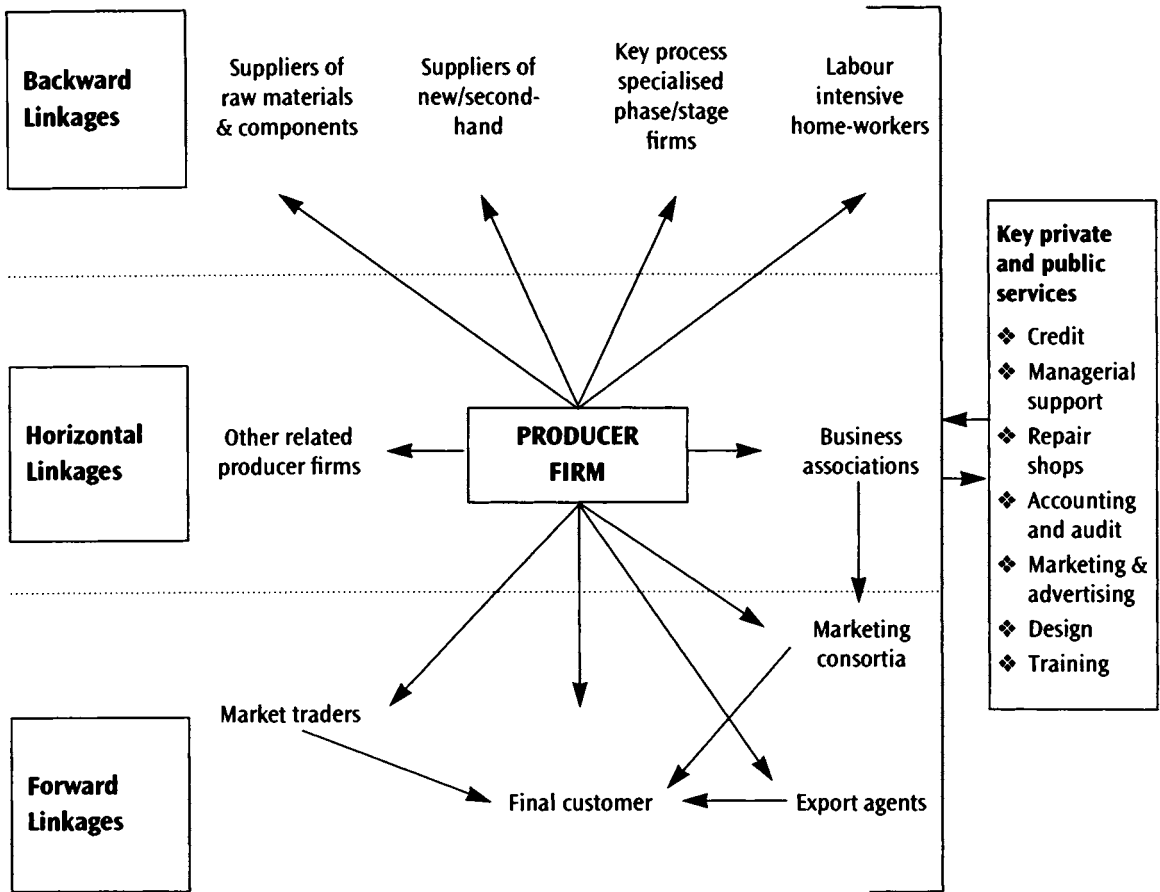 Backward
Linkages
Suppliers of
raw materials
& components
Suppliers of
new/second-
hand
Key process
specialised
phase/stage
firms
Labour
intensive
home-workers
Horizontal
Linkages
Other related
producer firms
PRODUCER
FIRM
Business
associations
Forward
Linkages
Market traders
Final customer
Marketing
consortia
Export agents
Key private
and public
services
❖ Credit
❖ Managerial
support
❖ Repair
shops
❖ Accounting
and audit
❖ Marketing &
advertising
❖ Design
❖ Training